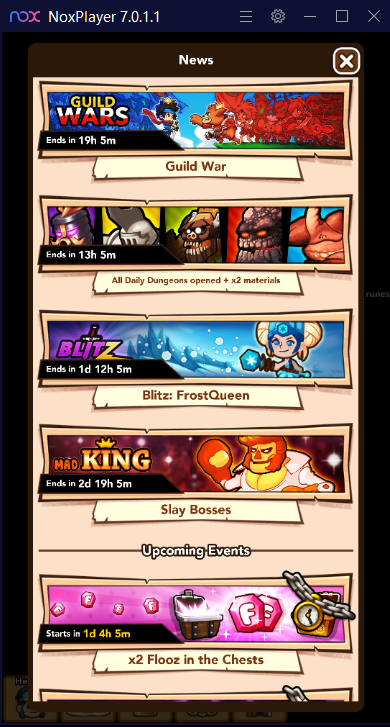 nox NoxPlayer 7.0.1.1
News
GUILD
WARS
Ends in 19h 5m
Guild War
Ends in 13h 5m
All Daily Dungeons opened + x2 materials
runes
BLITZ
Ends in 1d 12h 5m
Blitz: FrostQueen
MAD KING
Ends in 2d 19h 5m
Slay Bosses
Upcoming Events
F F F F F F
Starts in 1d 4h 5m
x2 Flooz in the Chests
He